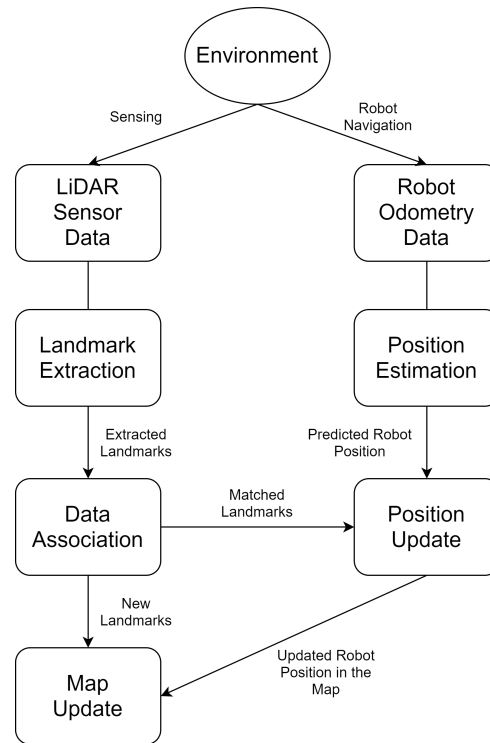 Environment
Sensing
Robot
Navigation
LiDAR
Sensor
Data
Robot
Odometry
Data
Landmark
Extraction
Position
Estimation
Extracted
Landmarks
Predicted Robot
Position
Data
Association
Matched
Landmarks
Position
Update
New
Landmarks
Updated Robot
Position in the
Map
Map
Update